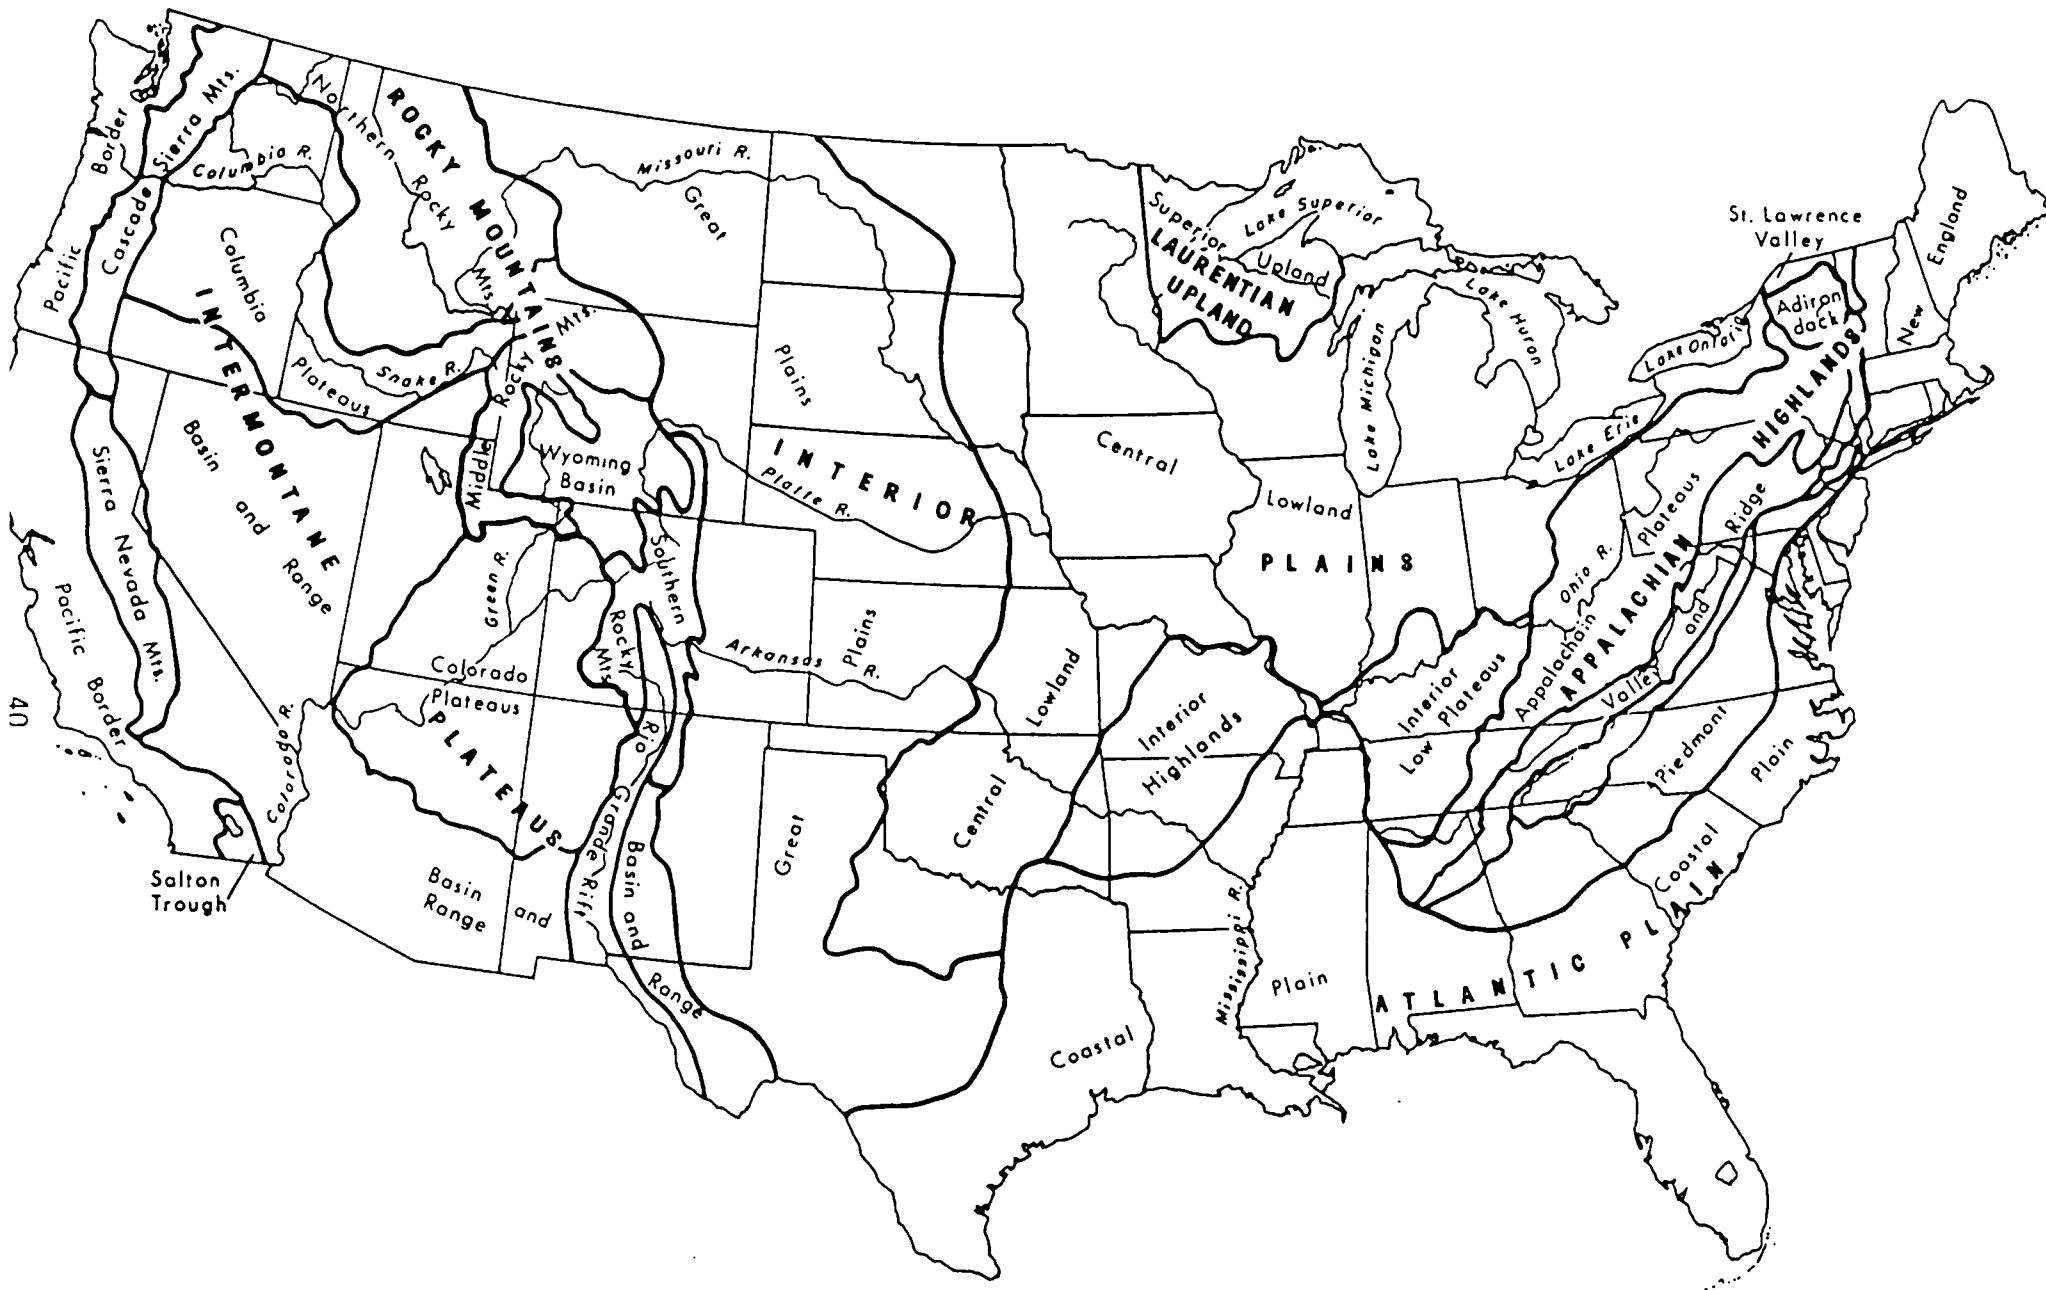 Pacific
Border
Cascade
Sierra Mts.
Columbia R.
Northern
Rocky
Mts.
ROCKY MOUNTAINS
Missouri R.
Great
Plains
Columbia
Plateaus
Snake R.
INTERMONTANE
PLATEAUS
Basin
and
Range
Middle
Rocky
Mts.
Wyoming
Basin
Sierra Nevada Mts.
Pacific Border
Green R.
Colorado
Plateaus
Southern
Rocky
Mts.
Colorado R.
Salton
Trough
Basin
Range
and
Rio Grande Rift
Basin and
Range
INTERIOR
PLAINS
Platte R.
Arkansas R.
Plains
Great
Central
Lowland
Central
Lowland
Superior
Upland
LAURENTIAN
UPLAND
Lake Superior
Lake Michigan
Lake Huron
Lake Erie
Lake Ontario
St. Lawrence
Valley
Adiron
dack
New
England
APPALACHIAN
HIGHLANDS
Appalachain
Plateaus
Ohio R.
Valley
and
Ridge
Piedmont
Interior
Low Plateaus
Interior
Highlands
Mississippi R.
Coastal
Plain
ATLANTIC PLAIN
Coastal
Plain
40